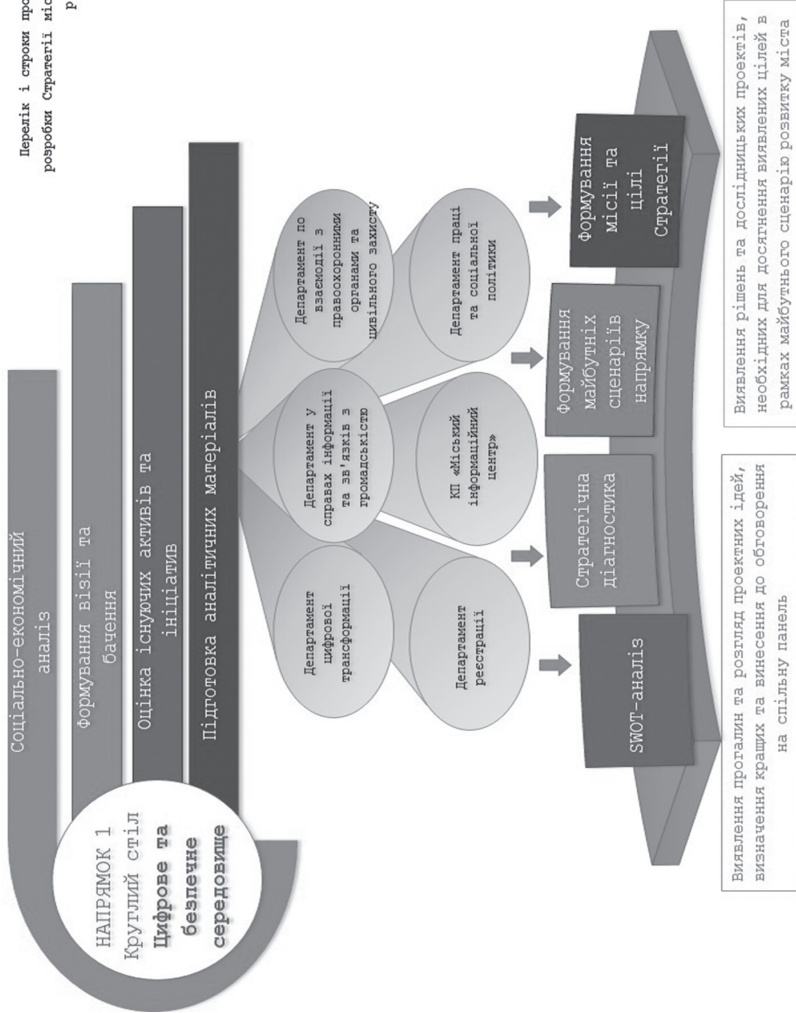 Перелік і строки
розробки Стратегії
НАПРЯМОК 1
Круглий стіл
Цифрове та
безпечне
середовище
Соціально-економічний
аналіз
Формування візії та
бачення
Оцінка існуючих активів та
ініціатив
Підготовка аналітичних матеріалів
Департамент
цифрової
трансформації
Департамент у
справах інформації
та зв'язків з
громадськістю
Департамент по
взаємодії з
правоохоронними
органами та
цивільного захисту
Департамент
реєстрації
КП «Міський
інформаційний
центр»
Департамент праці
та соціальної
політики
SWOT-аналіз
Стратегічна
діагностика
Формування
майбутніх
сценаріїв
напрямку
Формування
місії та
цілі
Стратегії
Виявлення прогалин та розгляд проектних ідей,
визначення кращих та винесення до обговорення
на спільну панель
Виявлення рішень та дослідницьких проектів,
необхідних для досягнення виявлених цілей в
рамках майбутнього сценарію розвитку міста